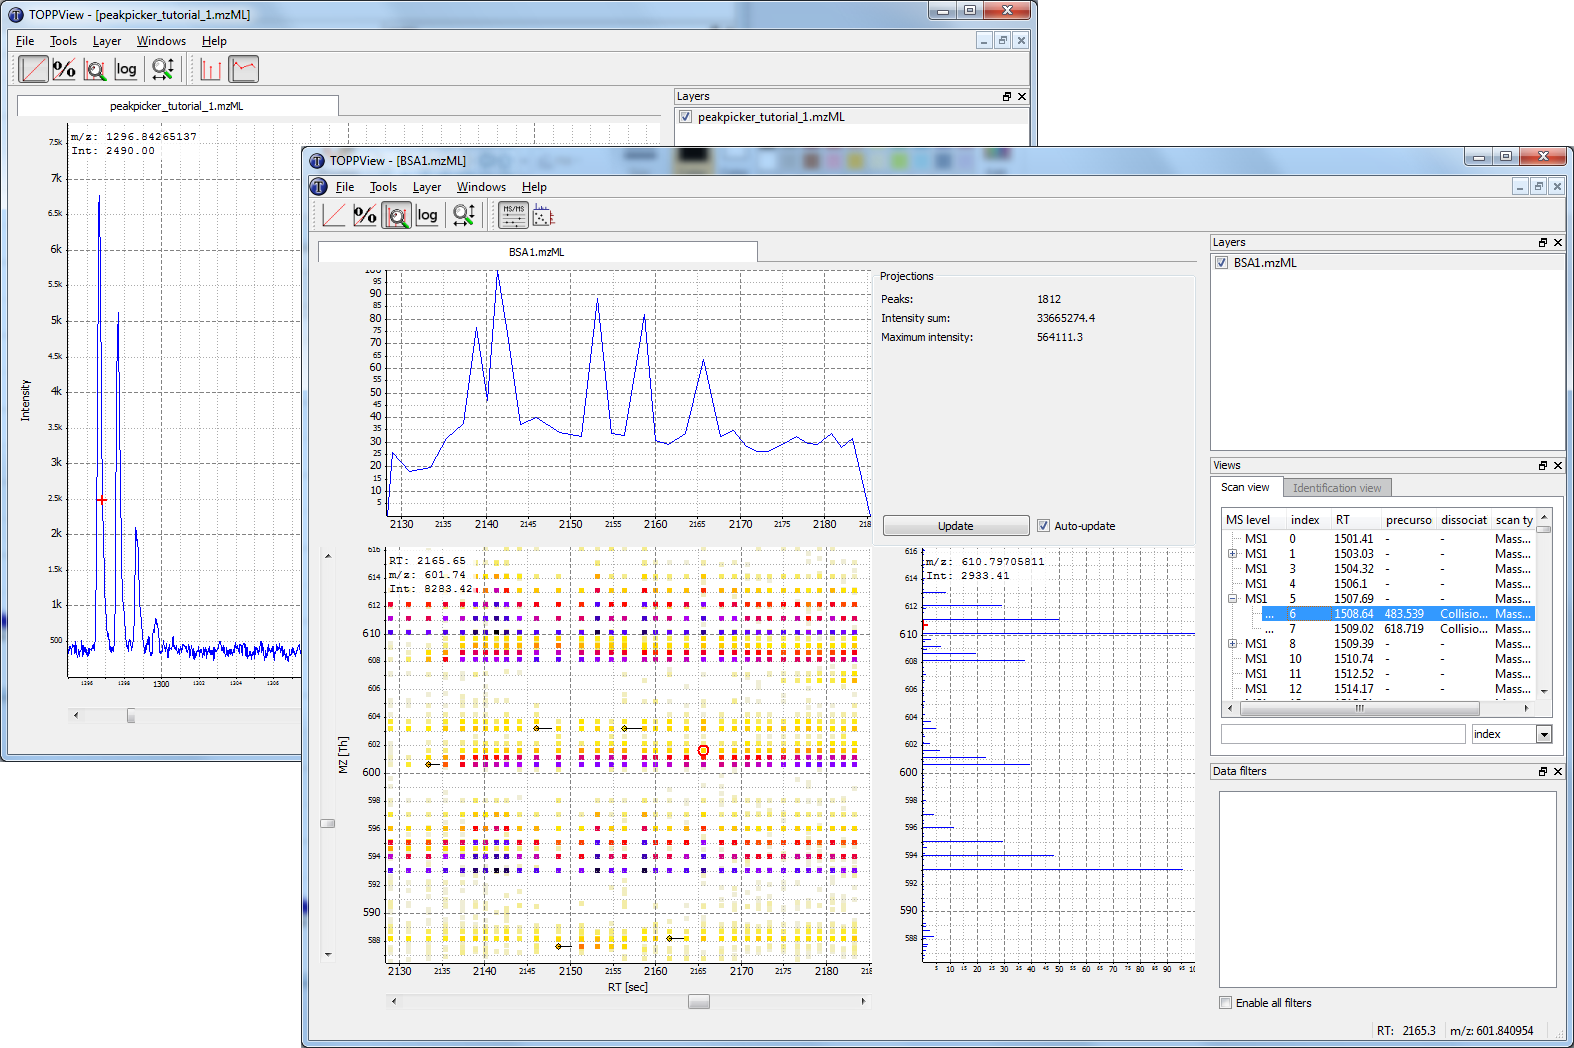 TOPPView - [peakpicker_tutorial_1.mzML]
File Tools Layer Windows Help
% log
peakpicker_tutorial_1.mzML
Layers
peakpicker_tutorial_1.mzML
m/z: 1296.84265137
Int: 2490.00
7.5k
7k
6.5k
6k
5.5k
5k
4.5k
4k
3.5k
3k
2.5k
2k
1.5k
1k
500
Intensity
1296 1298 1300 1302 1304 1306
TOPPView - [BSA1.mzML]
File Tools Layer Windows Help
% log MS/MS
BSA1.mzML
100
95
90
85
80
75
70
65
60
55
50
45
40
35
30
25
20
15
10
5
2130 2135 2140 2145 2150 2155 2160 2165 2170 2175 2180 218
Projections
Peaks: 1812
Intensity sum: 33665274.4
Maximum intensity: 564111.3
Update Auto-update
RT: 2165.65
m/z: 601.74
Int: 8283.42
616
614
612
610
608
606
604
602
600
598
596
594
592
590
588
MZ [Th]
2130 2135 2140 2145 2150 2155 2160 2165 2170 2175 2180 218
RT [sec]
m/z: 610.79705811
Int: 2933.41
616
614
612
610
608
606
604
602
600
598
596
594
592
590
588
5 10 15 20 25 30 35 40 45 50 55 60 65 70 75 80 85 90 95 10
Layers
BSA1.mzML
Views
Scan view Identification view
MS level index RT precurso dissociat scan ty
MS1 0 1501.41 - - Mass...
MS1 1 1503.03 - - Mass...
MS1 3 1504.32 - - Mass...
MS1 4 1506.1 - - Mass...
MS1 5 1507.69 - - Mass...
... 6 1508.64 483.539 Collisio... Mass...
... 7 1509.02 618.719 Collisio... Mass...
MS1 8 1509.39 - - Mass...
MS1 10 1510.74 - - Mass...
MS1 11 1512.52 - - Mass...
MS1 12 1514.17 - - Mass...
index
Data filters
Enable all filters
RT: 2165.3 m/z: 601.840954